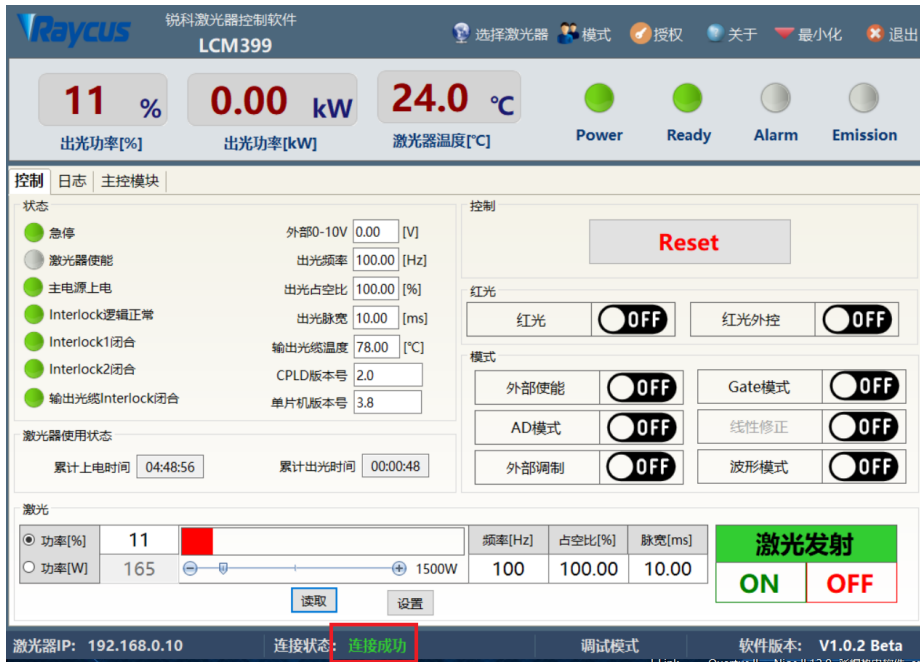 Raycus
锐科激光器控制软件
LCM399
选择激光器 模式 授权 关于 最小化 退出
11 % 0.00 kW 24.0 ℃
出光功率[%] 出光功率[kW] 激光器温度[℃] Power Ready Alarm Emission
控制 日志 主控模块
状态
急停
激光器使能
主电源上电
Interlock逻辑正常
Interlock1闭合
Interlock2闭合
输出光缆Interlock闭合
外部0-10V 0.00 [V]
出光频率 100.00 [Hz]
出光占空比 100.00 [%]
出光脉宽 10.00 [ms]
输出光缆温度 78.00 [℃]
CPLD版本号 2.0
单片机版本号 3.8
激光器使用状态
累计上电时间 04:48:56 累计出光时间 00:00:48
控制
Reset
红光
红光 OFF 红光外控 OFF
模式
外部使能 OFF Gate模式 OFF
AD模式 OFF 线性修正 OFF
外部调制 OFF 波形模式 OFF
激光
功率[%] 11
功率[W] 165 1500W
读取 设置
频率[Hz] 占空比[%] 脉宽[ms]
100 100.00 10.00
激光发射
ON OFF
激光器IP: 192.168.0.10 连接状态: 连接成功 调试模式 软件版本: V1.0.2 Beta